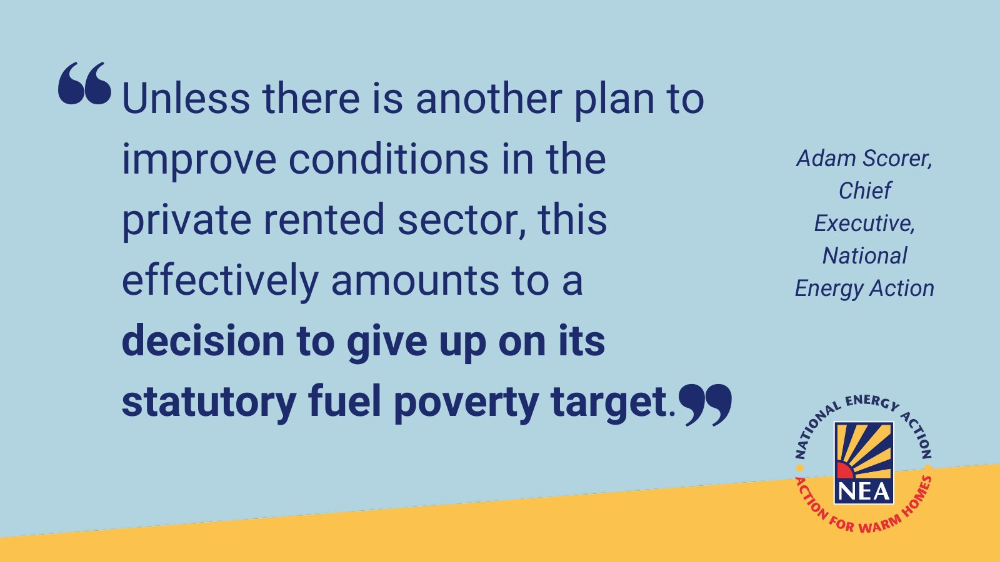 “Unless there is another plan to
improve conditions in the
private rented sector, this
effectively amounts to a
decision to give up on its
statutory fuel poverty target.”
Adam Scorer,
Chief
Executive,
National
Energy Action
NATIONAL ENERGY ACTION
NEA
ACTION FOR WARM HOMES